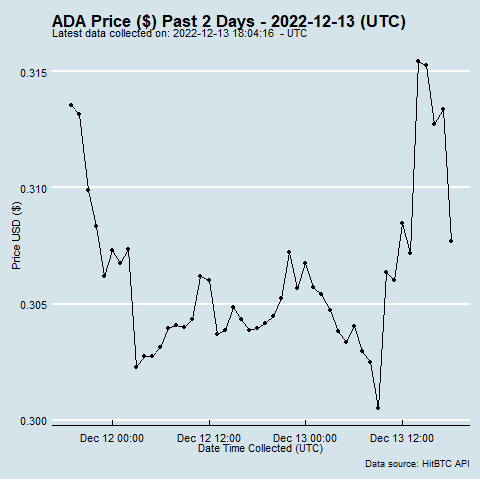 ADA Price ($) Past 2 Days - 2022-12-13 (UTC)
Latest data collected on: 2022-12-13 18:04:16 - UTC
0.315
0.310
0.305
0.300
Price USD ($)
Dec 12 00:00 Dec 12 12:00 Dec 13 00:00 Dec 13 12:00
Date Time Collected (UTC)
Data source: HitBTC API